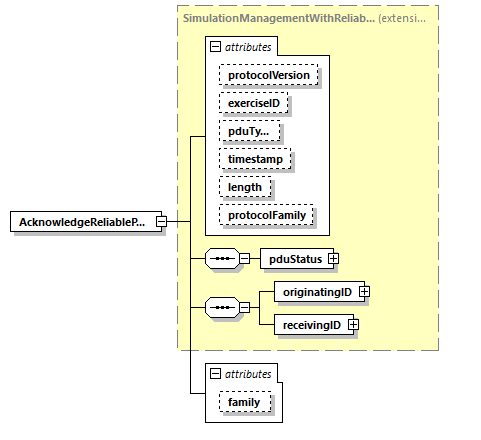 SimulationManagementWithReliab... (extensi...
attributes
protocolVersion
exerciseID
pduTy...
timestamp
length
protocolFamily
AcknowledgeReliableP...
pduStatus
originatingID
receivingID
attributes
family